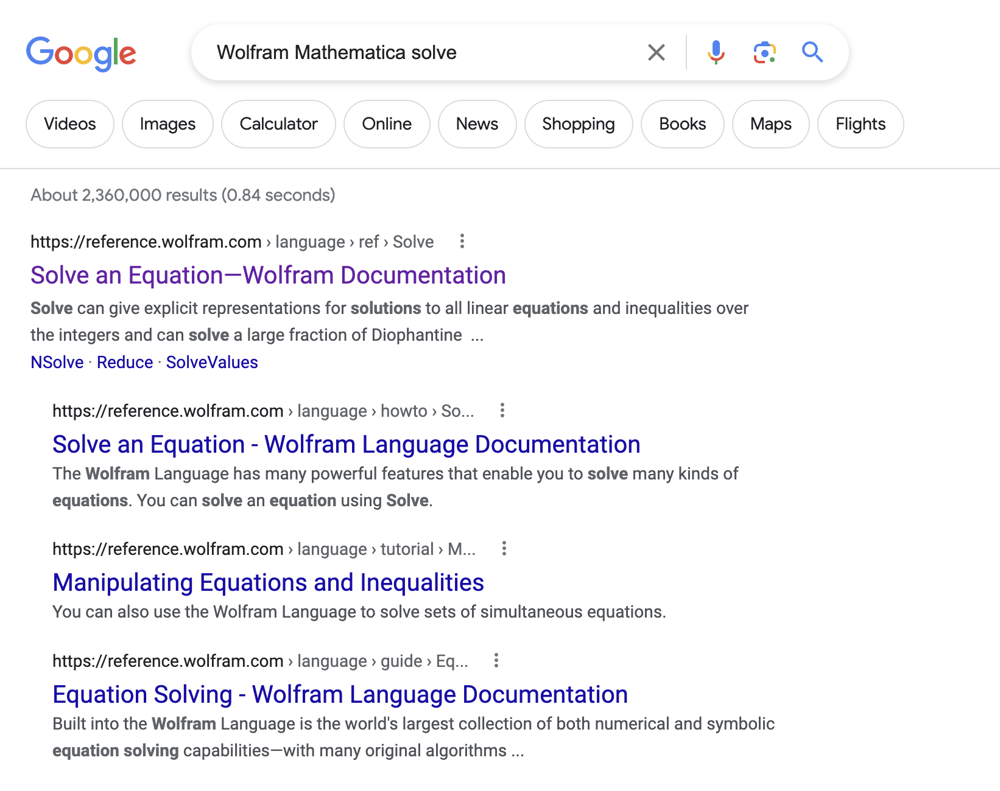 Google
Wolfram Mathematica solve
Videos
Images
Calculator
Online
News
Shopping
Books
Maps
Flights
About 2,360,000 results (0.84 seconds)
https://reference.wolfram.com › language › ref › Solve
Solve an Equation—Wolfram Documentation
Solve can give explicit representations for solutions to all linear equations and inequalities over
the integers and can solve a large fraction of Diophantine ...
NSolve · Reduce · SolveValues
https://reference.wolfram.com › language › howto › So...
Solve an Equation - Wolfram Language Documentation
The Wolfram Language has many powerful features that enable you to solve many kinds of
equations. You can solve an equation using Solve.
https://reference.wolfram.com › language › tutorial › M...
Manipulating Equations and Inequalities
You can also use the Wolfram Language to solve sets of simultaneous equations.
https://reference.wolfram.com › language › guide › Eq...
Equation Solving - Wolfram Language Documentation
Built into the Wolfram Language is the world's largest collection of both numerical and symbolic
equation solving capabilities—with many original algorithms ...